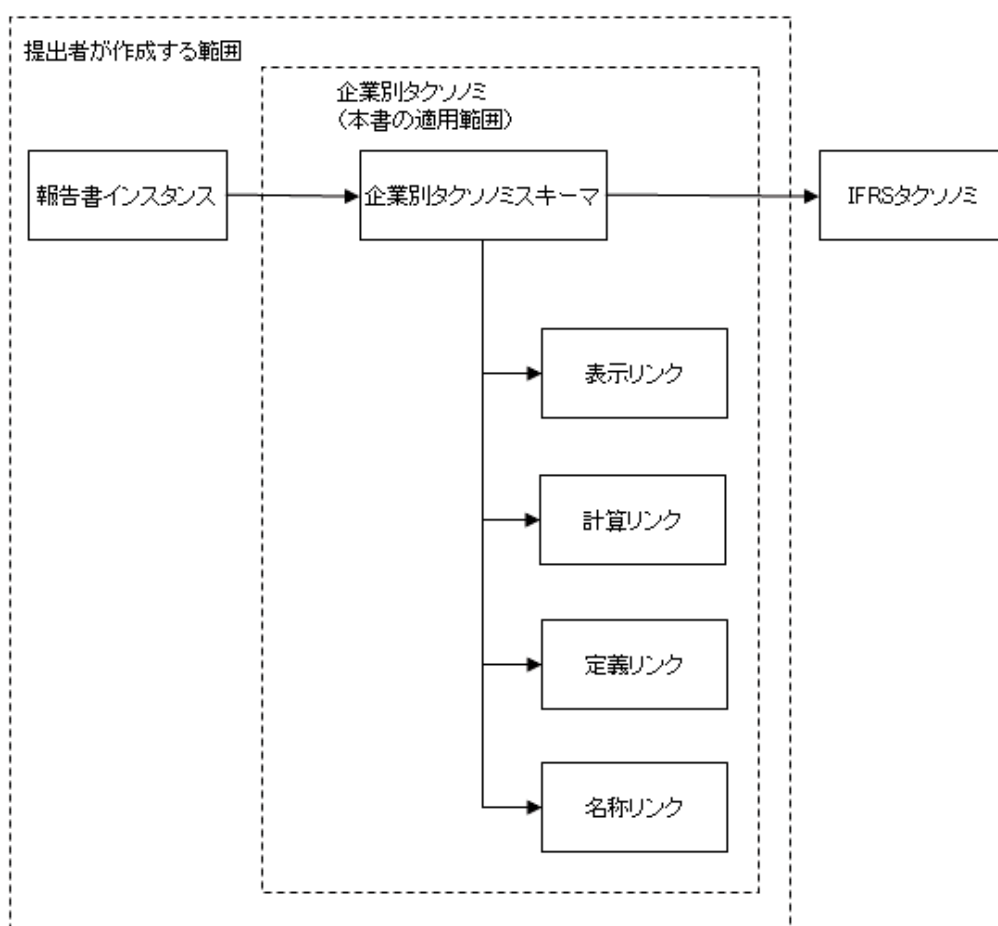 提出者が作成する範囲
企業別タクソノミ
(本書の適用範囲)
報告書インスタンス
企業別タクソノミスキーマ
IFRSタクソノミ
表示リンク
計算リンク
定義リンク
名称リンク